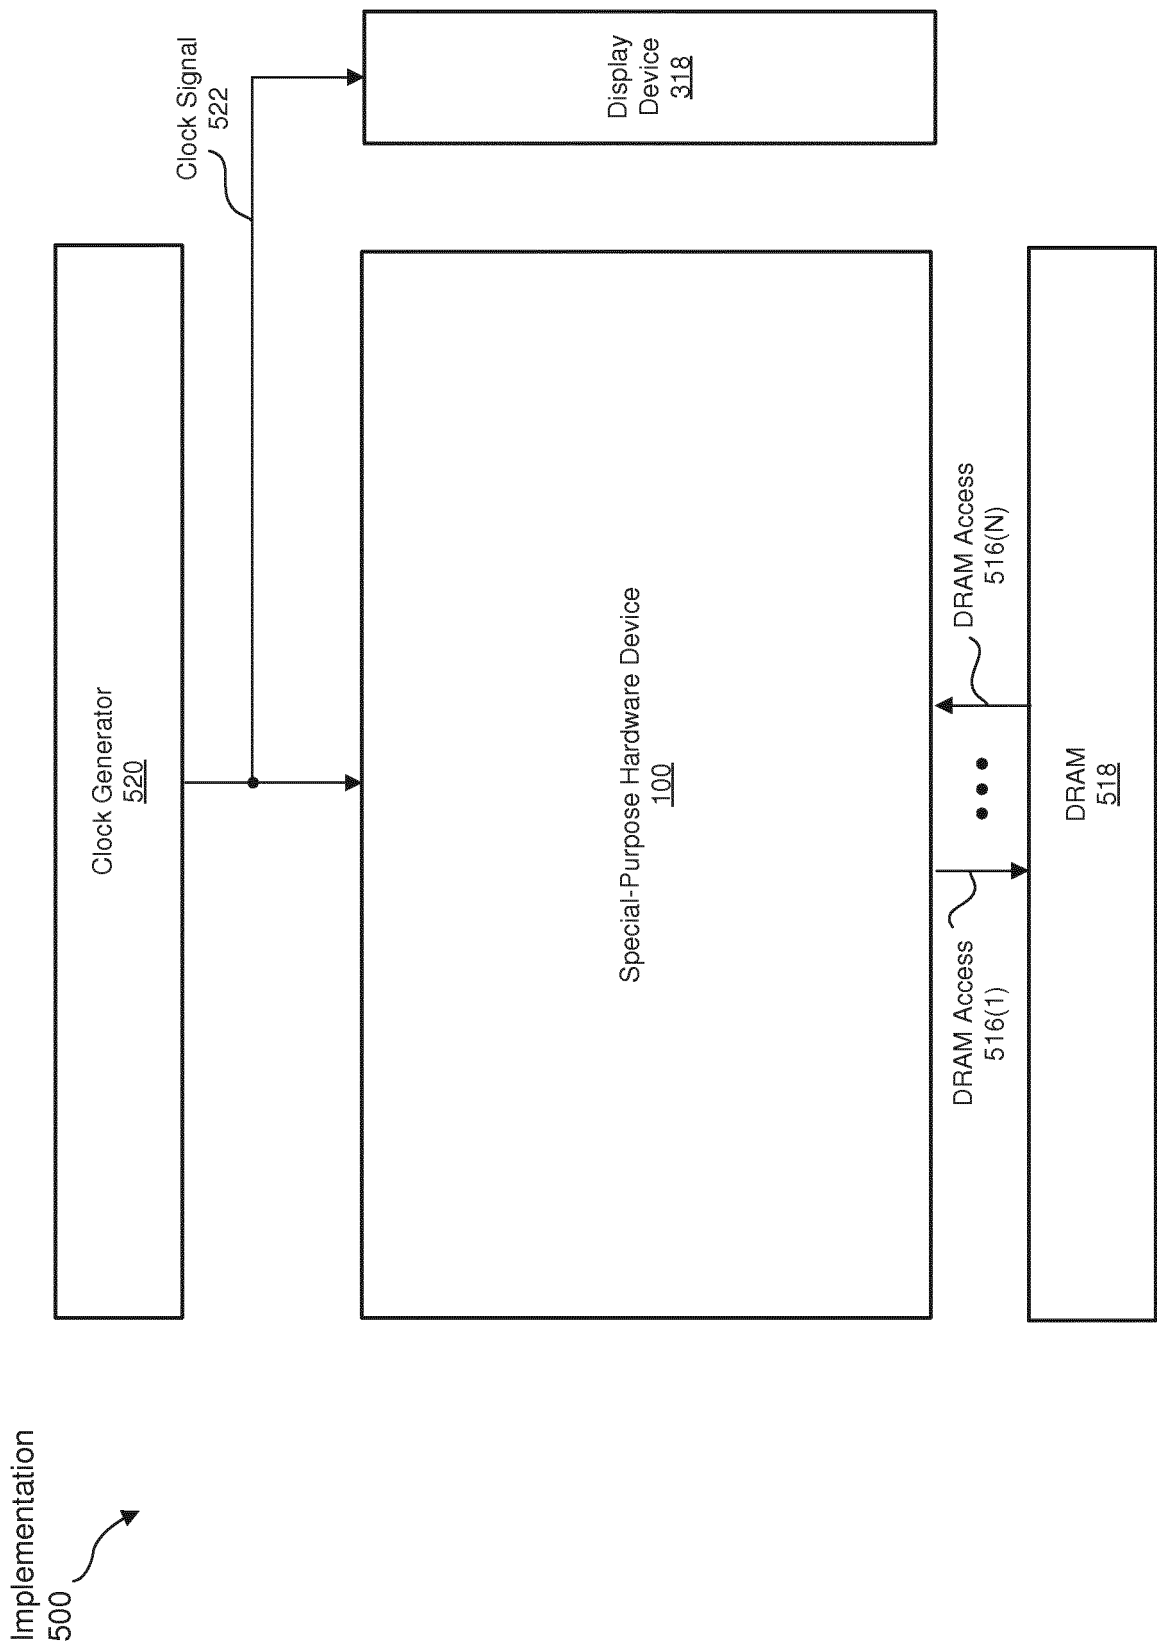 Implementation
500
Clock Generator
520
Clock Signal
522
Special-Purpose Hardware Device
100
Display
Device
318
DRAM Access
516(1)
DRAM Access
516(N)
DRAM
518